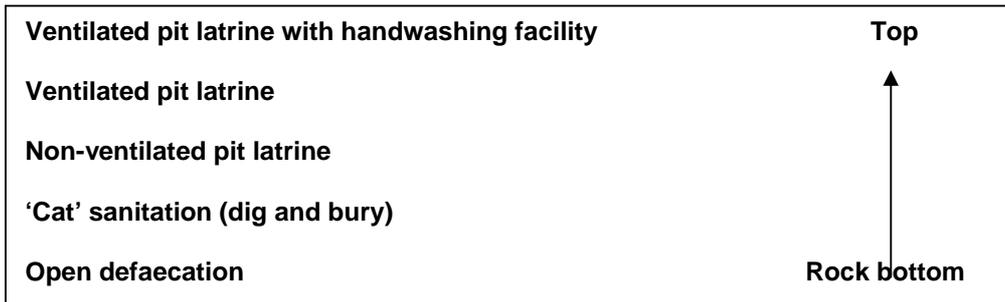 Ventilated pit latrine with handwashing facility Top
Ventilated pit latrine
Non-ventilated pit latrine
‘Cat’ sanitation (dig and bury)
Open defaecation Rock bottom